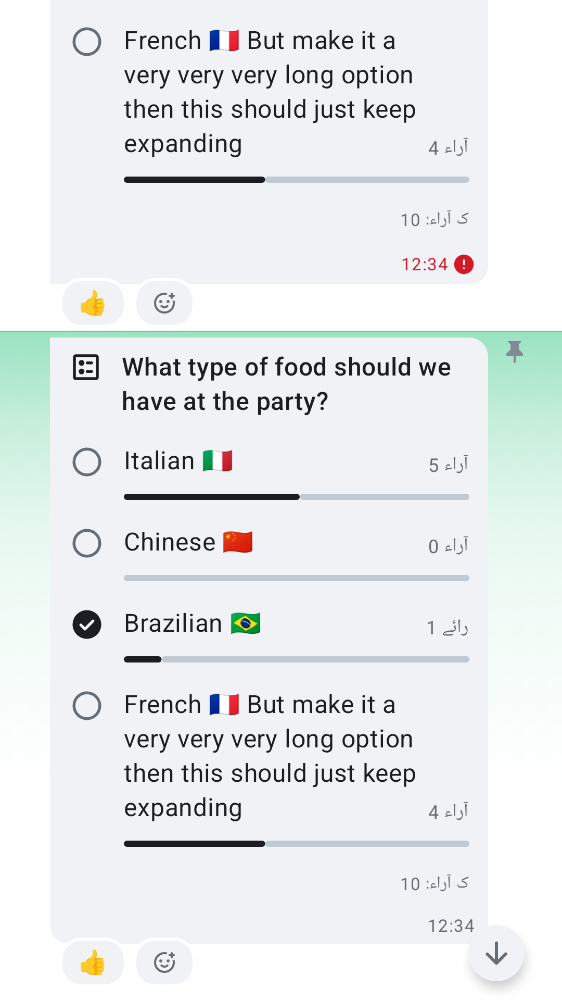 French 🇫🇷 But make it a
very very very long option
then this should just keep
expanding
4 آراء
ک آراء: 10
12:34
👍
What type of food should we
have at the party?
Italian 🇮🇹
5 آراء
Chinese 🇨🇳
0 آراء
Brazilian 🇧🇷
1 رائے
French 🇫🇷 But make it a
very very very long option
then this should just keep
expanding
4 آراء
ک آراء: 10
12:34
👍